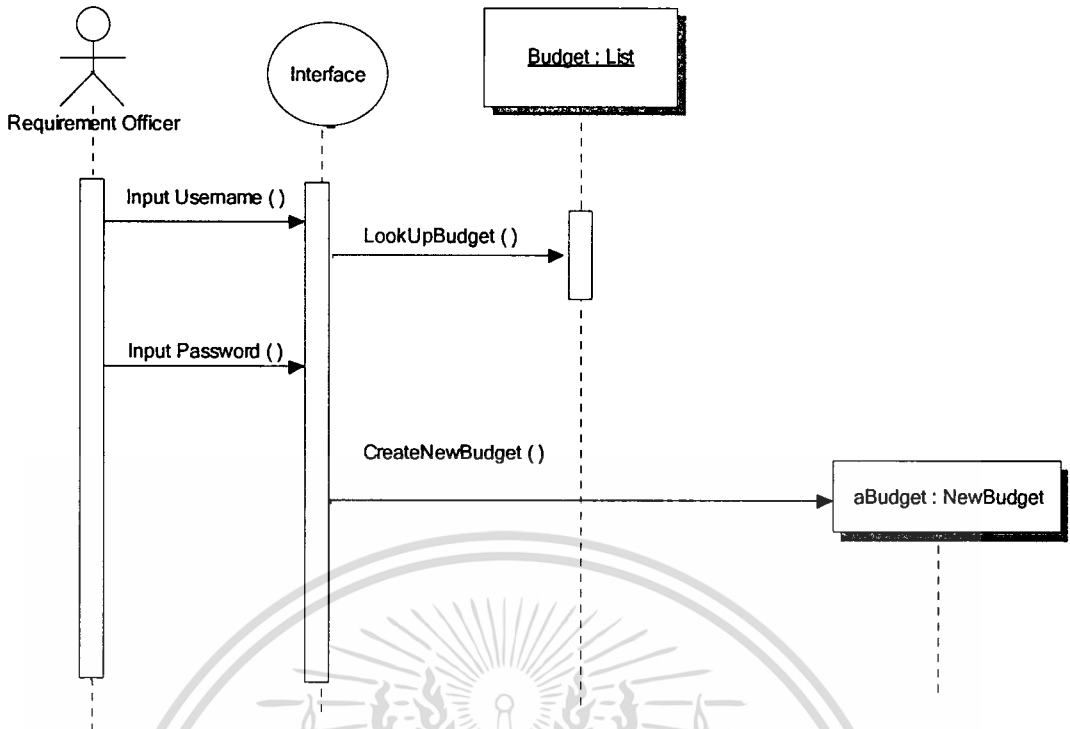 Budget : List
Interface
Requirement Officer
Input Username ( )
LookUpBudget ( )
Input Password ( )
CreateNewBudget ( )
aBudget : NewBudget